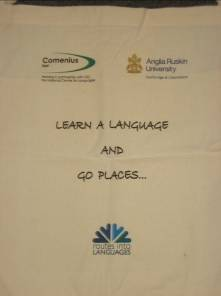 Comenius
Anglia Ruskin
University
LEARN A LANGUAGE
AND
GO PLACES...
routes into
LANGUAGES